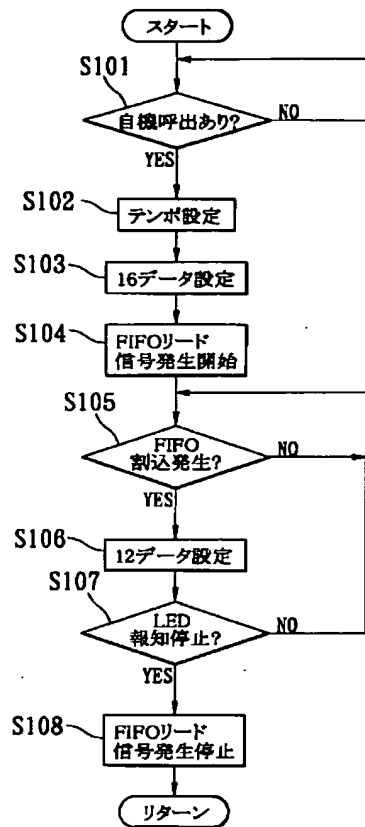 スタート
S101
自機呼出あり?
NO
YES
S102
テンポ設定
S103
16データ設定
S104
FIFOリード
信号発生開始
S105
FIFO
割込発生?
NO
YES
S106
12データ設定
S107
LED
報知停止?
NO
YES
S108
FIFOリード
信号発生停止
リターン